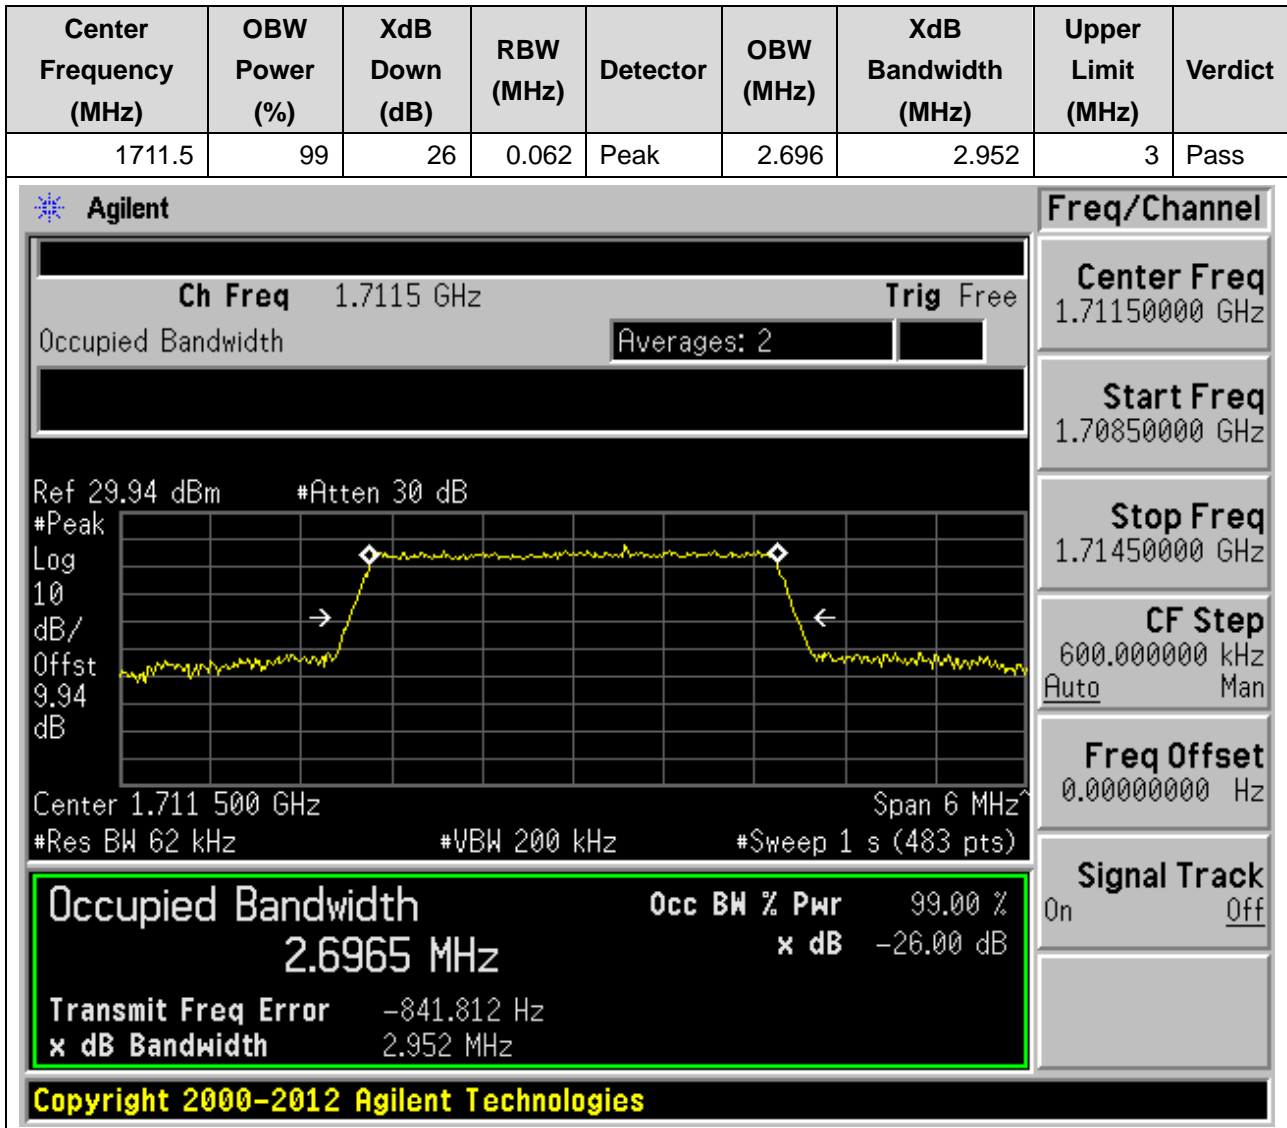 Center Frequency (MHz) OBW Power (%) XdB Down (dB) RBW (MHz) Detector OBW (MHz) XdB Bandwidth (MHz) Upper Limit (MHz) Verdict
1711.5 99 26 0.062 Peak 2.696 2.952 3 Pass
Agilent
Freq/Channel
Ch Freq 1.7115 GHz Trig Free
Occupied Bandwidth Averages: 2
Center Freq
1.71150000 GHz
Start Freq
1.70850000 GHz
Stop Freq
1.71450000 GHz
CF Step
600.000000 kHz
Auto Man
Freq Offset
0.00000000 Hz
Signal Track
On Off
Ref 29.94 dBm #Atten 30 dB
#Peak
Log
10
dB/
Offst
9.94
dB
Center 1.711 500 GHz Span 6 MHz^
#Res BW 62 kHz #VBW 200 kHz #Sweep 1 s (483 pts)
Occupied Bandwidth Occ BW % Pwr 99.00 %
2.6965 MHz x dB -26.00 dB
Transmit Freq Error -841.812 Hz
x dB Bandwidth 2.952 MHz
Copyright 2000-2012 Agilent Technologies